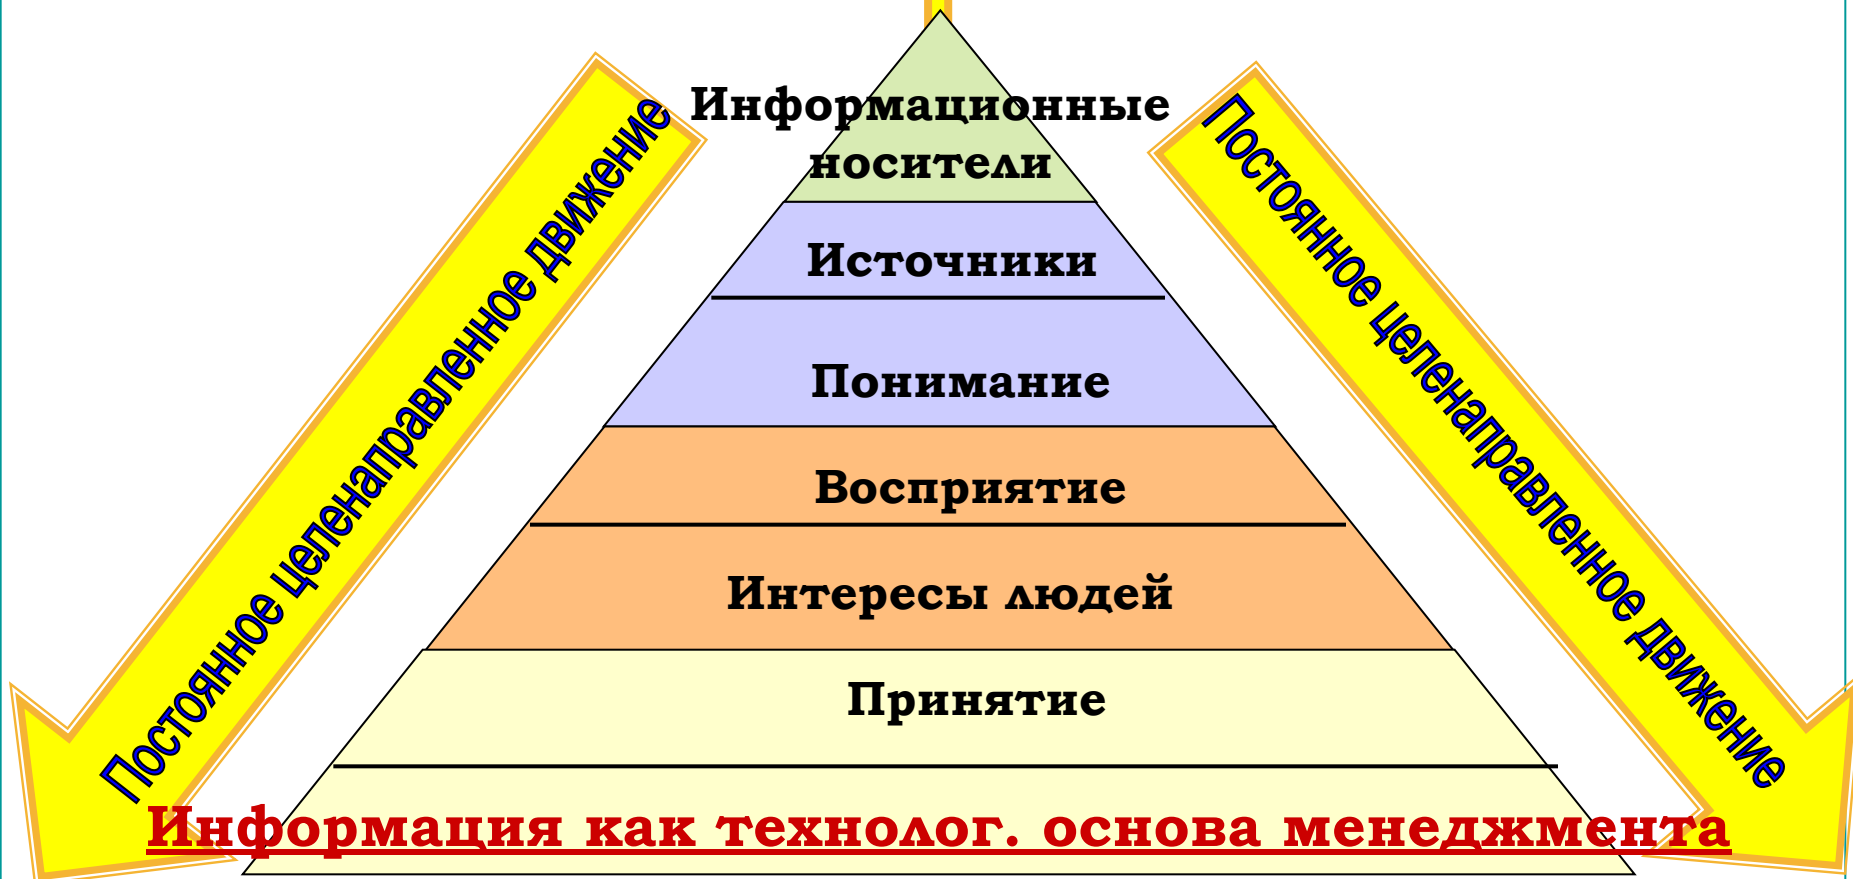 Информационные
носители
Источники
Понимание
Восприятие
Интересы людей
Принятие
Информация как технолог. основа менеджмента
Постоянное целенаправленное движение
Постоянное целенаправленное движение